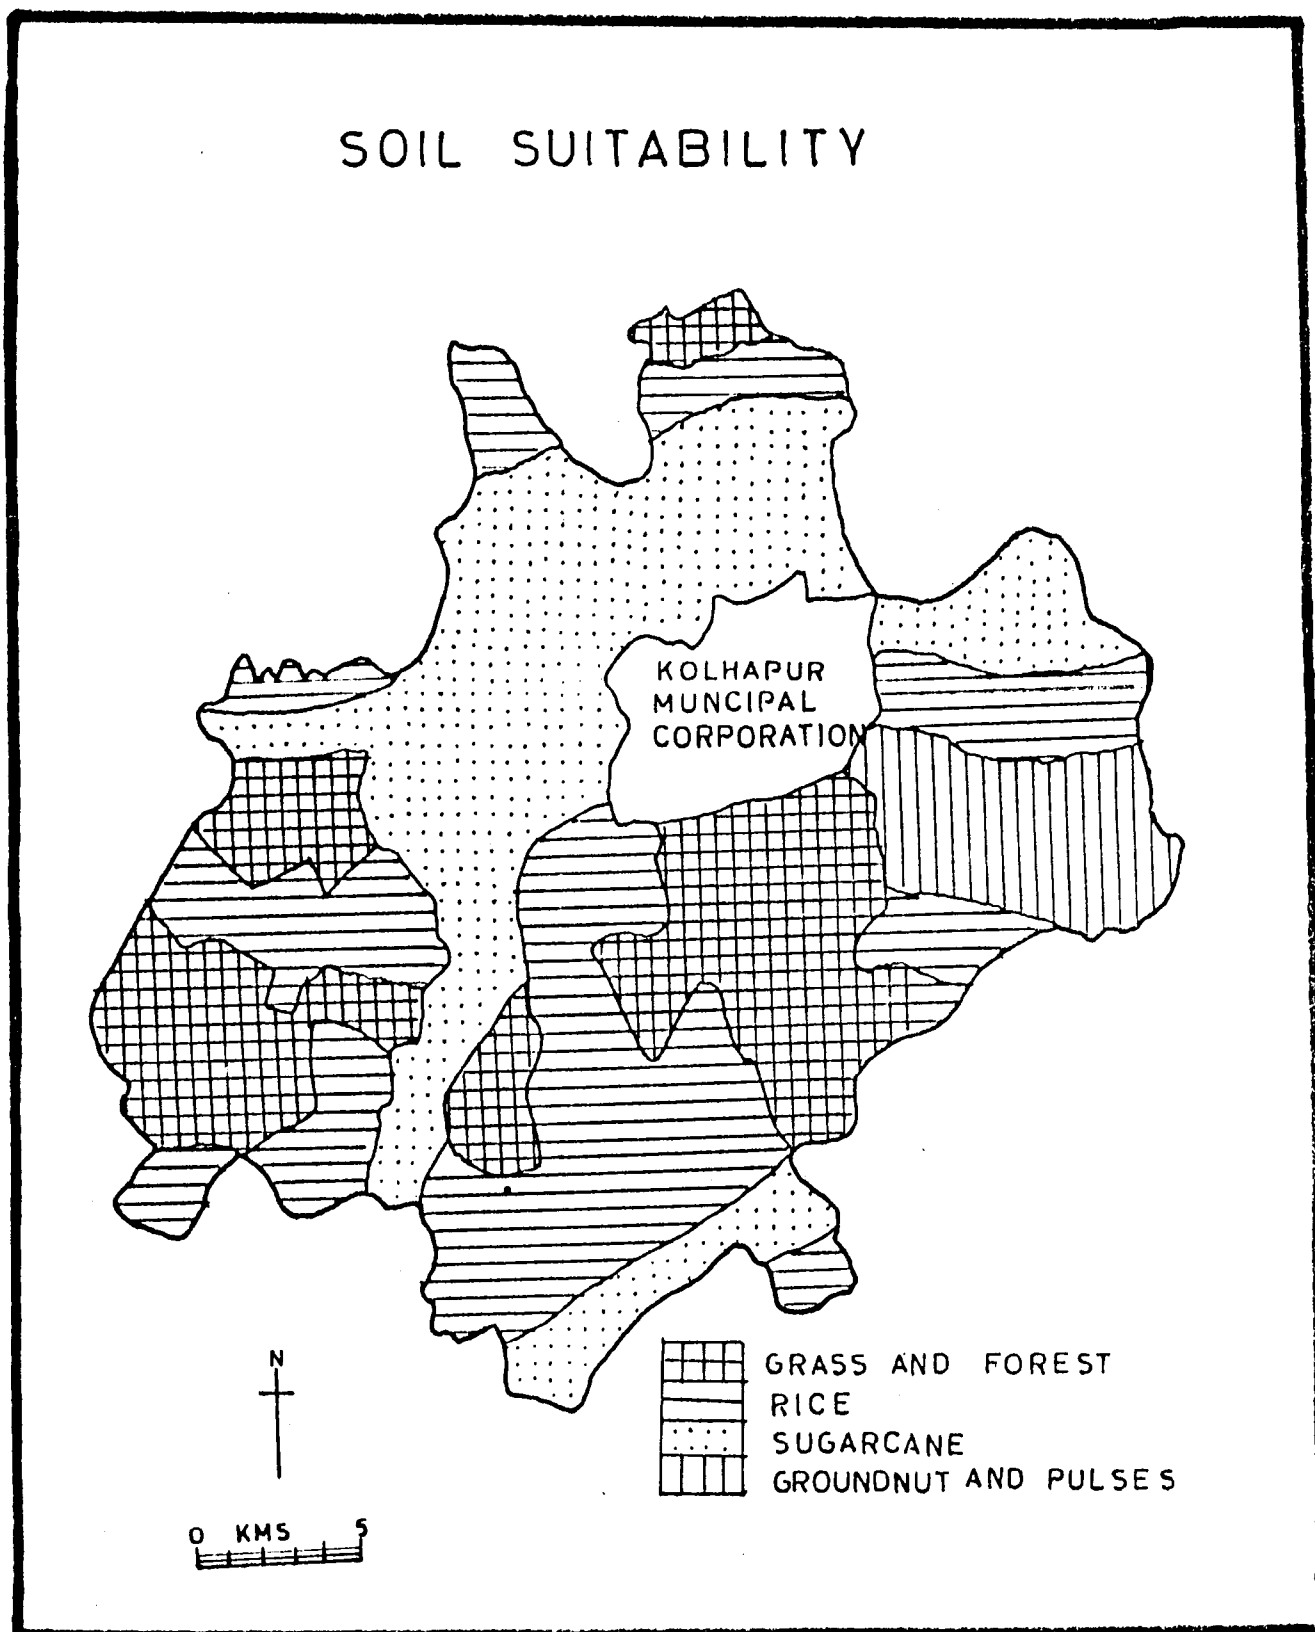 SOIL SUITABILITY
KOLHAPUR
MUNCIPAL
CORPORATION
N
GRASS AND FOREST
RICE
SUGARCANE
GROUNDNUT AND PULSES
0 KMS 5